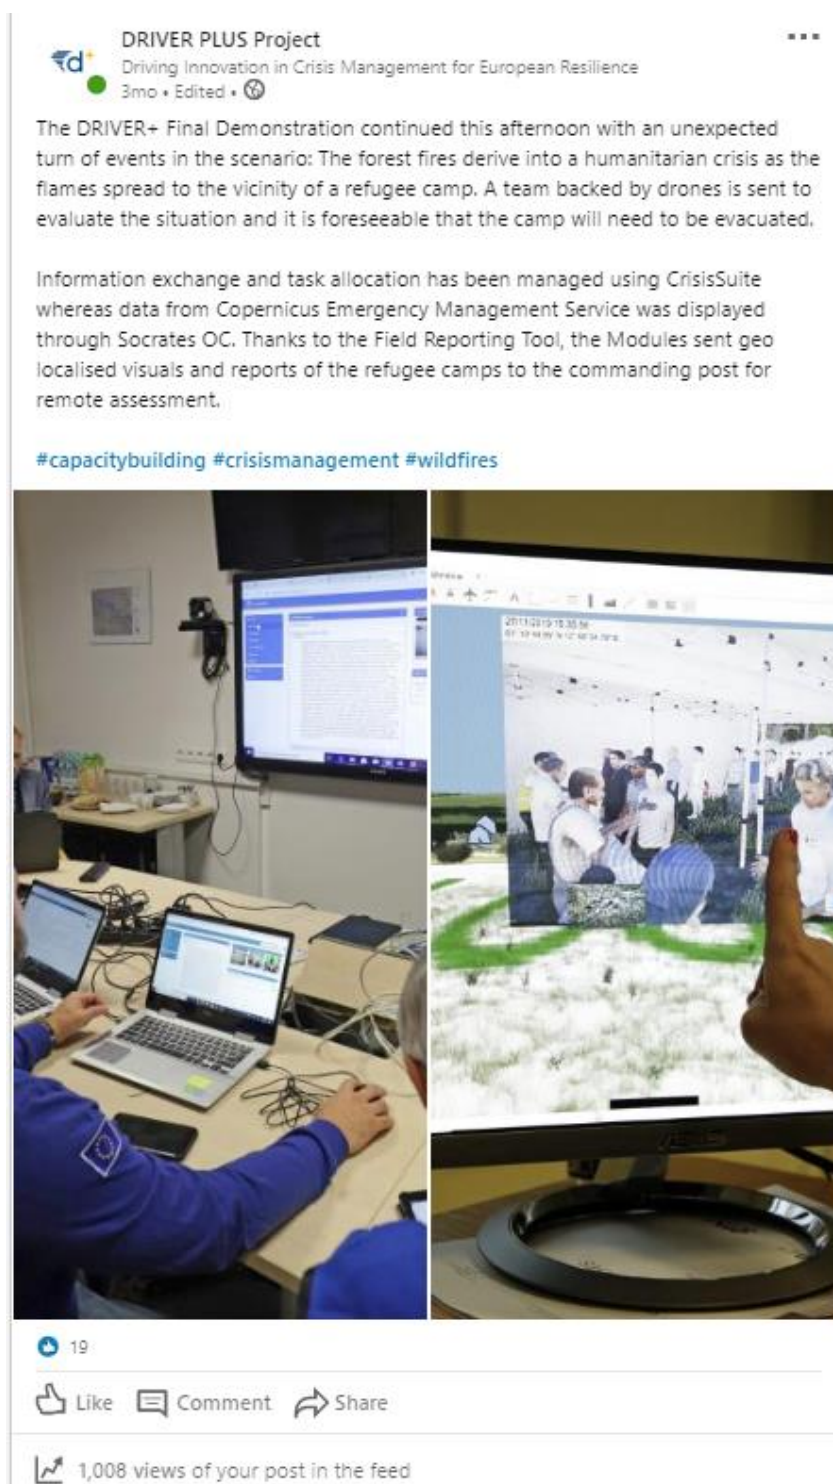 DRIVER PLUS Project
Driving Innovation in Crisis Management for European Resilience
3mo • Edited •
The DRIVER+ Final Demonstration continued this afternoon with an unexpected
turn of events in the scenario: The forest fires derive into a humanitarian crisis as the
flames spread to the vicinity of a refugee camp. A team backed by drones is sent to
evaluate the situation and it is foreseeable that the camp will need to be evacuated.
Information exchange and task allocation has been managed using CrisisSuite
whereas data from Copernicus Emergency Management Service was displayed
through Socrates OC. Thanks to the Field Reporting Tool, the Modules sent geo
localised visuals and reports of the refugee camps to the commanding post for
remote assessment.
#capacitybuilding #crisismanagement #wildfires
19
Like Comment Share
1,008 views of your post in the feed